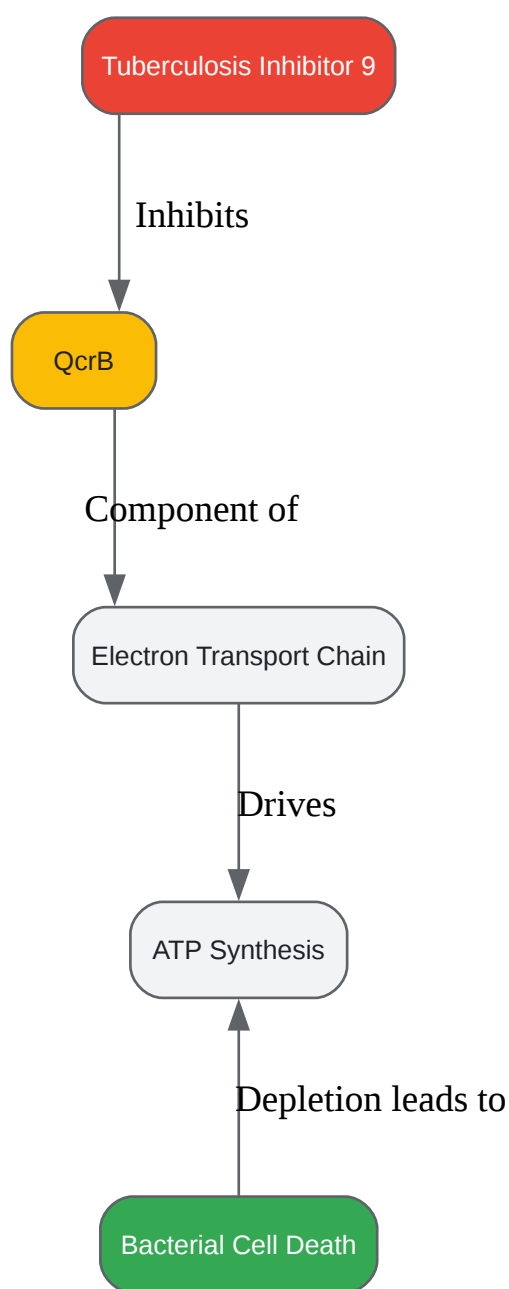 Tuberculosis Inhibitor 9
Inhibits
QcrB
Component of
Electron Transport Chain
Drives
ATP Synthesis
Depletion leads to
Bacterial Cell Death